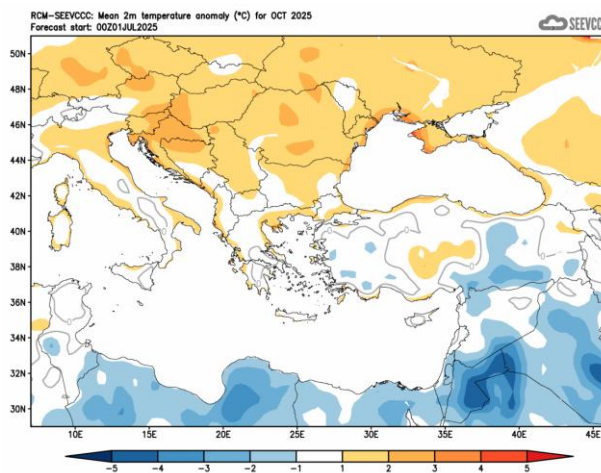 RCM-SEEVCCC: Mean 2m temperature anomaly (°C) for OCT 2025
Forecast start: 00Z01JUL2025
SEEVCCC
50N
48N
46N
44N
42N
40N
38N
36N
34N
32N
30N
10E 15E 20E 25E 30E 35E 40E 45E
-5 -4 -3 -2 -1 1 2 3 4 5